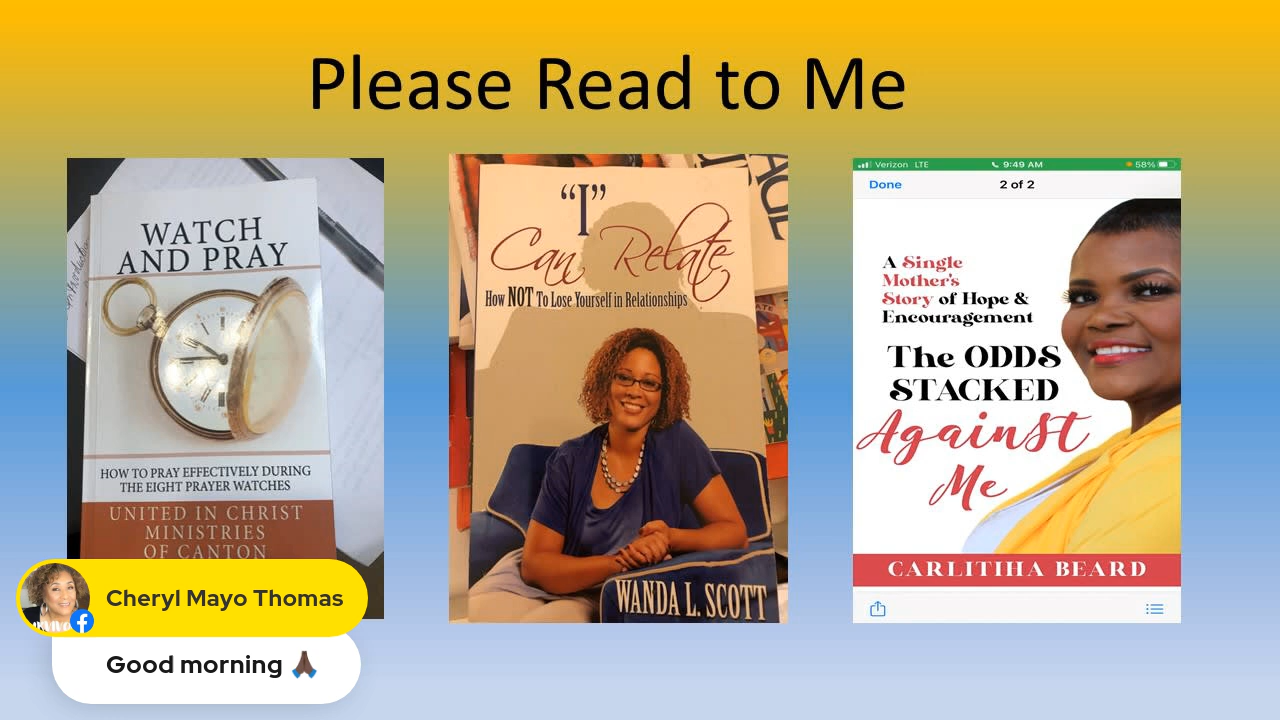 Please Read to Me
WATCH
AND PRAY
HOW TO PRAY EFFECTIVELY DURING
THE EIGHT PRAYER WATCHES
UNITED IN CHRIST
MINISTRIES
OF CANTON
"I"
Can Relate
How NOT To Lose Yourself in Relationships
WANDA L. SCOTT
Verizon LTE 9:49 AM 58%
Done 2 of 2
A Single
Mother's
Story of Hope &
Encouragement
The ODDS
STACKED
Against
Me
CARLITIHA BEARD
Cheryl Mayo Thomas
Good morning 🙏🏿